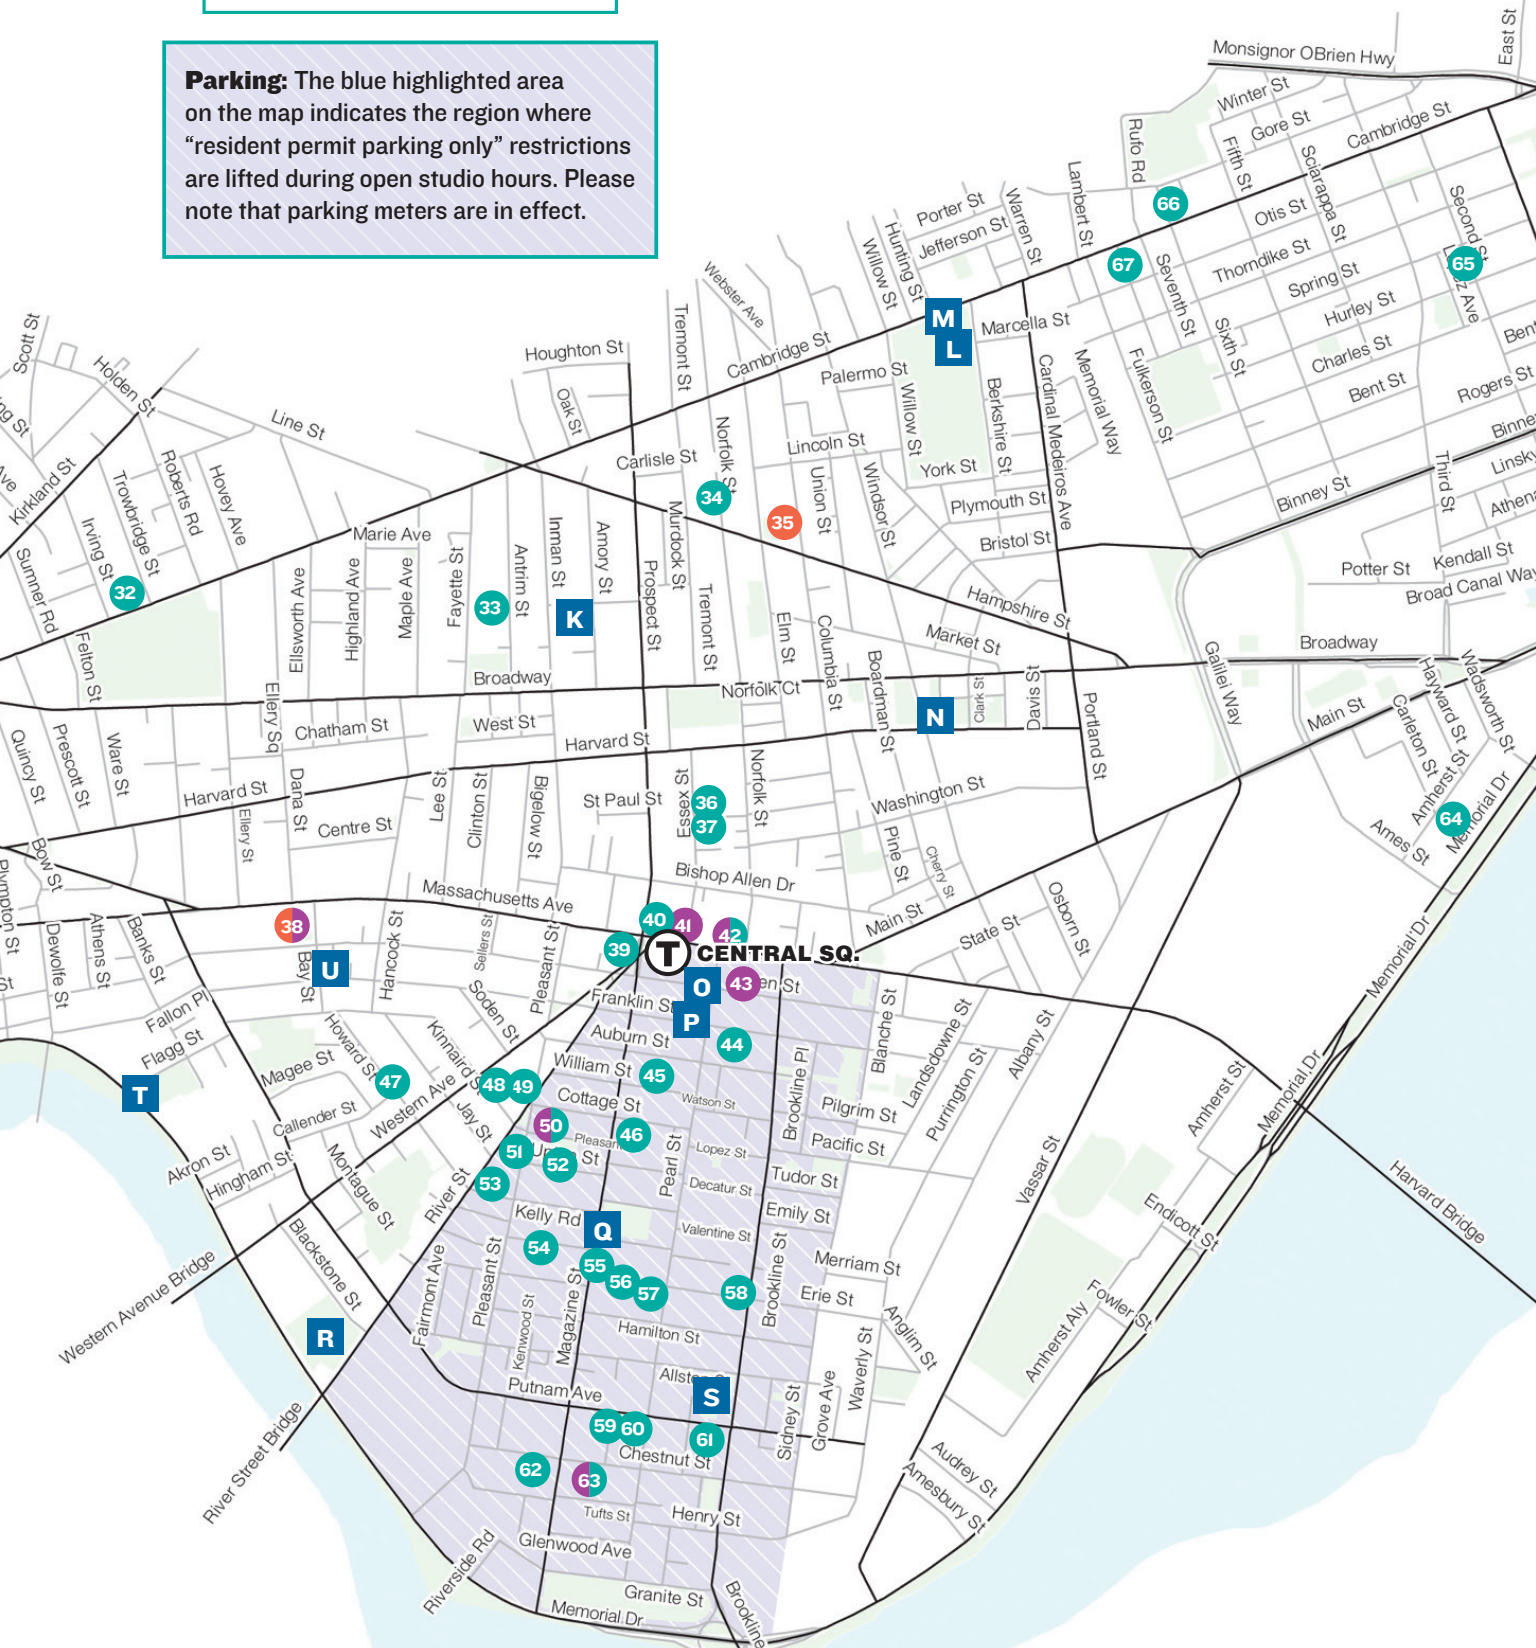 Parking: The blue highlighted area
on the map indicates the region where
“resident permit parking only” restrictions
are lifted during open studio hours. Please
note that parking meters are in effect.
Monsignor OBrien Hwy
East St
Winter St
Gore St
Cambridge St
Rufo Rd
Fifth St
Sciarappa St
Lambert St
66
Otis St
Second St
Porter St
Warren St
Jefferson St
Hunting St
Willow St
67
Seventh St
Thorndike St
65
Spring St
Webster Ave
Hurley St
Scott St
Tremont St
M
Marcella St
L
Sixth St
Charles St
Houghton St
Cambridge St
Palermo St
Cardinal Medeiros Ave
Memorial Way
Fulkerson St
Bent St
Rogers St
Holden St
Oak St
Willow St
Berkshire St
Line St
Norfolk St
Lincoln St
Carlisle St
York St
Kirkland St
Roberts Rd
Hovey Ave
Trowbridge St
34
Union St
Windsor St
Plymouth St
Binney St
Third St
35
Irving St
Marie Ave
Murdock St
Bristol St
Sumner Rd
32
Ellsworth Ave
Highland Ave
Maple Ave
Fayette St
33
Antrim St
Inman St
Amory St
K
Prospect St
Tremont St
Elm St
Columbia St
Hampshire St
Market St
Potter St
Kendall St
Broad Canal Way
Broadway
Felton St
Broadway
Norfolk Ct
Boardman St
N
Clark St
Davis St
Portland St
Galilei Way
Main St
Hayward St
Wadsworth St
Carleton St
Ellery Sq
Chatham St
West St
Harvard St
Quincy St
Prescott St
Ware St
Harvard St
Dana St
Lee St
Clinton St
Bigelow St
St Paul St
Essex St
36
37
Norfolk St
Washington St
Amherst St
Memorial Dr
64
Ames St
Ellery St
Centre St
Bow St
Pine St
Cherry St
Bishop Allen Dr
Massachusetts Ave
Main St
State St
Osborn St
Plympton St
Dewolfe St
Athens St
Banks St
38
40
41
42
39
T
CENTRAL SQ.
Bay St
U
Hancock St
Sellers St
Pleasant St
Memorial Dr
O
43
Franklin St
P
Soden St
Fallon Pl
Flagg St
Howard St
Kinnaird St
Auburn St
44
Blanche St
Landsdowne St
Albany St
Purrington St
Magee St
T
47
Western Ave
48
49
William St
45
Cottage St
Watson St
Brookline Pl
Pilgrim St
Amherst St
Memorial Dr
Callender St
Jay St
50
46
Pacific St
51
52
Lopez St
Pearl St
Akron St
Hingham St
Montague St
River St
53
Decatur St
Tudor St
Vassar St
Harvard Bridge
Kelly Rd
Q
Emily St
Valentine St
Endicott St
Blackstone St
54
55
56
57
58
Brookline St
Merriam St
Erie St
Western Avenue Bridge
Fairmont Ave
Pleasant St
Kenwood St
Magazine St
Hamilton St
Anglim St
Fowler St
Amherst Aly
R
Waverly St
Putnam Ave
S
Grove Ave
Sidney St
River Street Bridge
59
60
61
Chestnut St
62
63
Audrey St
Amesbury St
Tufts St
Henry St
Glenwood Ave
Riverside Rd
Granite St
Memorial Dr
Brookline